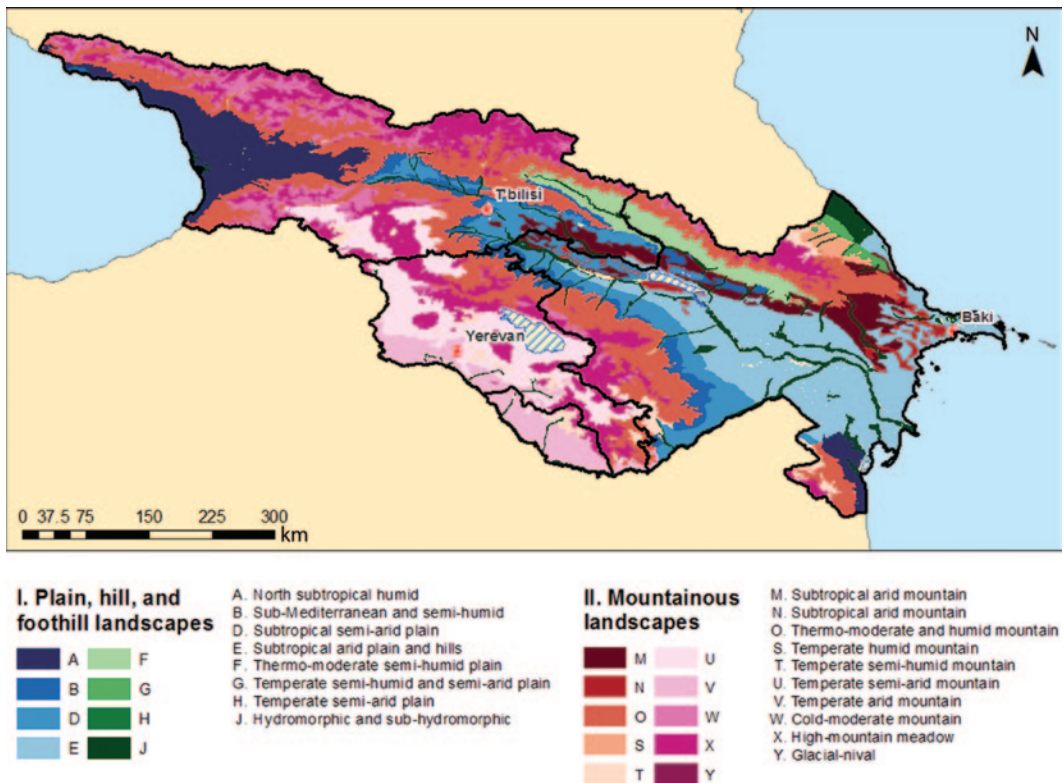 N
Tbilisi
Baki
Yerevan
0 37.5 75 150 225 300
km
I. Plain, hill, and
foothill landscapes
A F
B G
D H
E J
A. North subtropical humid
B. Sub-Mediterranean and semi-humid
D. Subtropical semi-arid plain
E. Subtropical arid plain and hills
F. Thermo-moderate semi-humid plain
G. Temperate semi-humid and semi-arid plain
H. Temperate semi-arid plain
J. Hydromorphic and sub-hydromorphic
II. Mountainous
landscapes
M U
N V
O W
S X
T Y
M. Subtropical arid mountain
N. Subtropical arid mountain
O. Thermo-moderate and humid mountain
S. Temperate humid mountain
T. Temperate semi-humid mountain
U. Temperate semi-arid mountain
V. Temperate arid mountain
W. Cold-moderate mountain
X. High-mountain meadow
Y. Glacial-nival